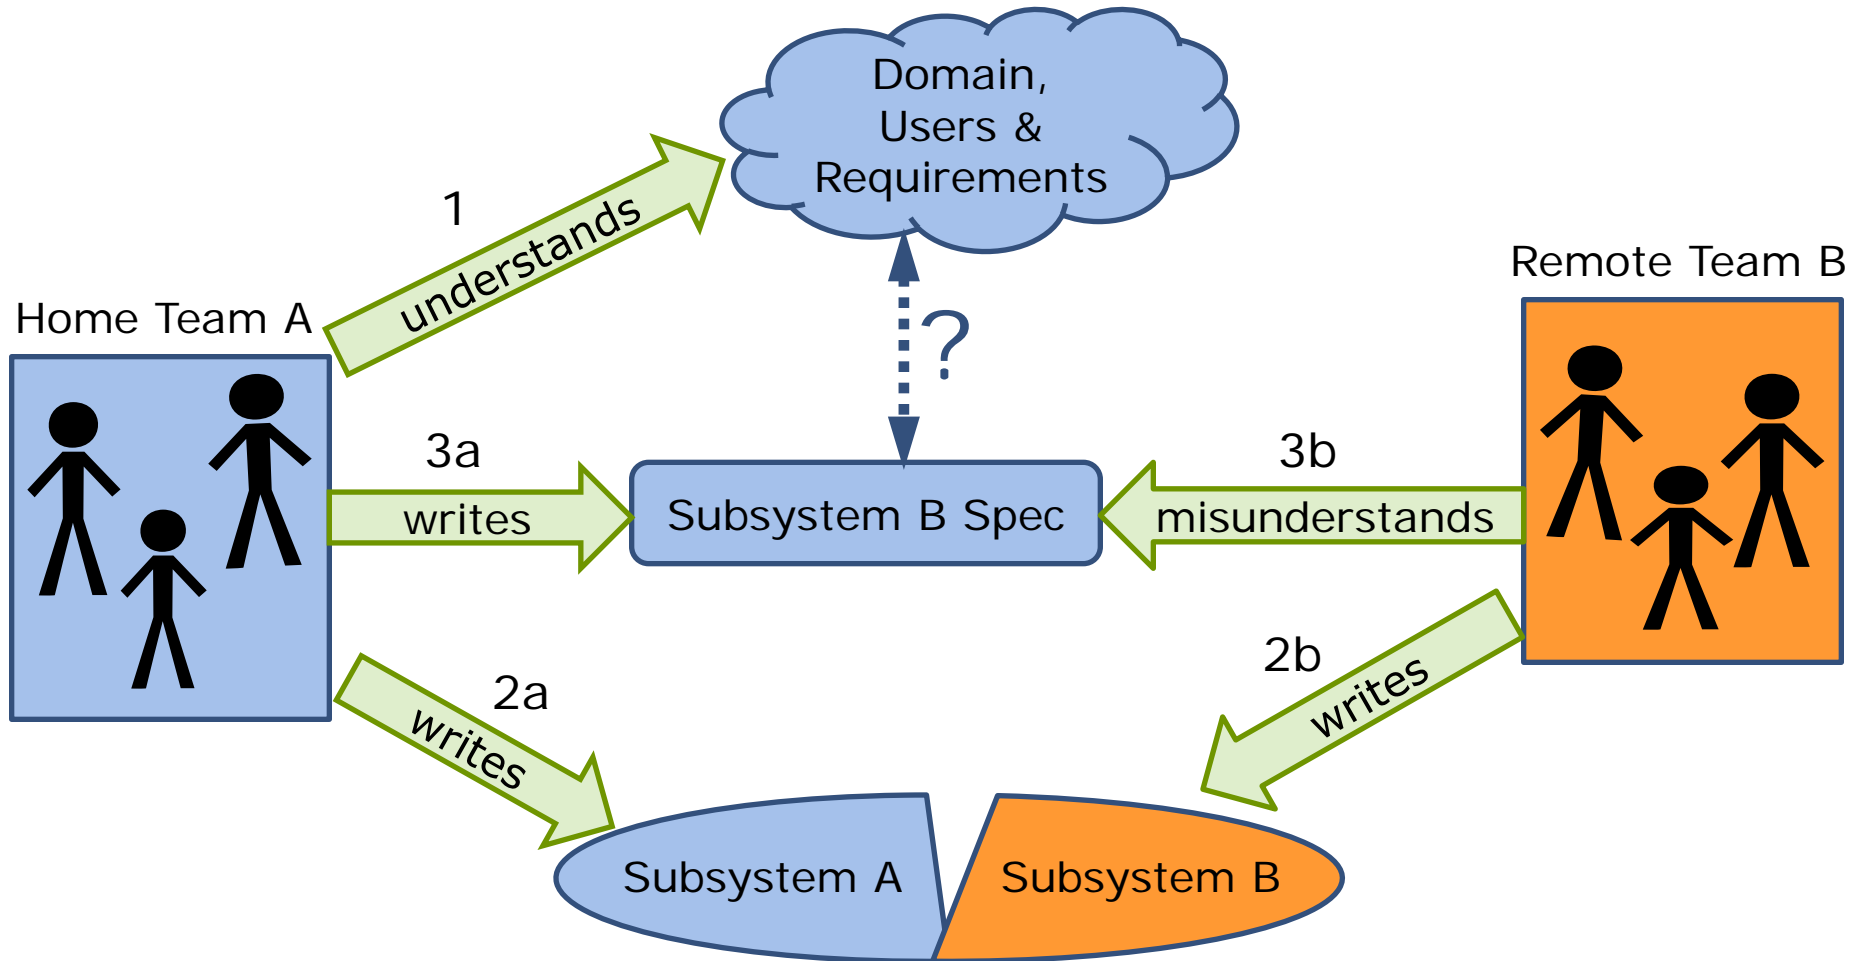 Domain,
Users &
Requirements
1
understands
Remote Team B
Home Team A
?
3a
writes
Subsystem B Spec
3b
misunderstands
2a
writes
2b
writes
Subsystem A
Subsystem B